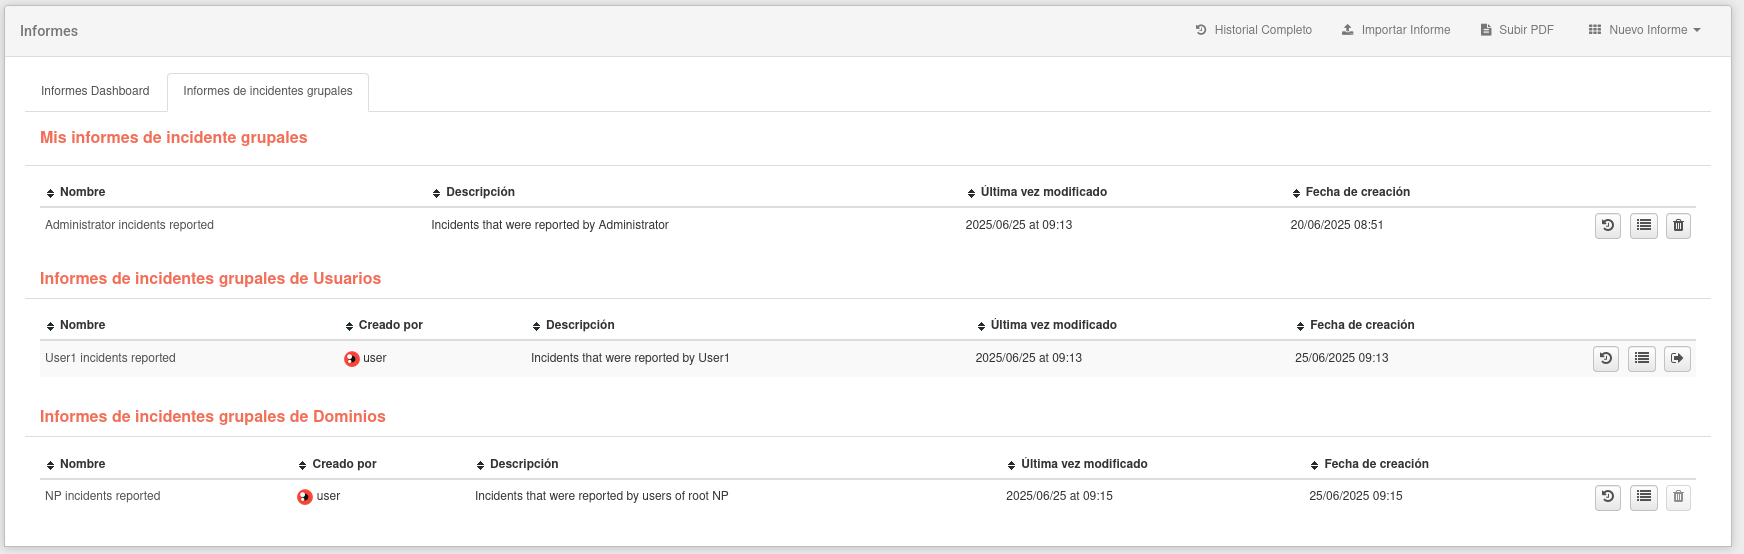 Informes
Historial Completo Importar Informe Subir PDF Nuevo Informe
Informes Dashboard Informes de incidentes grupales
Mis informes de incidente grupales
Nombre Descripción Última vez modificado Fecha de creación
Administrator incidents reported Incidents that were reported by Administrator 2025/06/25 at 09:13 20/06/2025 08:51
Informes de incidentes grupales de Usuarios
Nombre Creado por Descripción Última vez modificado Fecha de creación
User1 incidents reported user Incidents that were reported by User1 2025/06/25 at 09:13 25/06/2025 09:13
Informes de incidentes grupales de Dominios
Nombre Creado por Descripción Última vez modificado Fecha de creación
NP incidents reported user Incidents that were reported by users of root NP 2025/06/25 at 09:15 25/06/2025 09:15